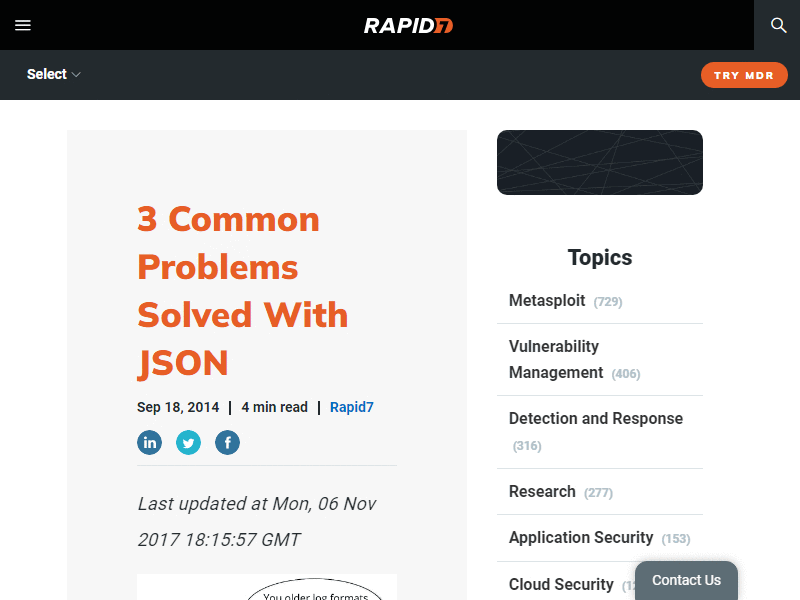 RAPID7
Select
TRY MDR
3 Common
Problems
Solved With
JSON
Sep 18, 2014 | 4 min read | Rapid7
Last updated at Mon, 06 Nov
2017 18:15:57 GMT
You older log formats
Topics
Metasploit (729)
Vulnerability
Management (406)
Detection and Response
(316)
Research (277)
Application Security (153)
Cloud Security
Contact Us